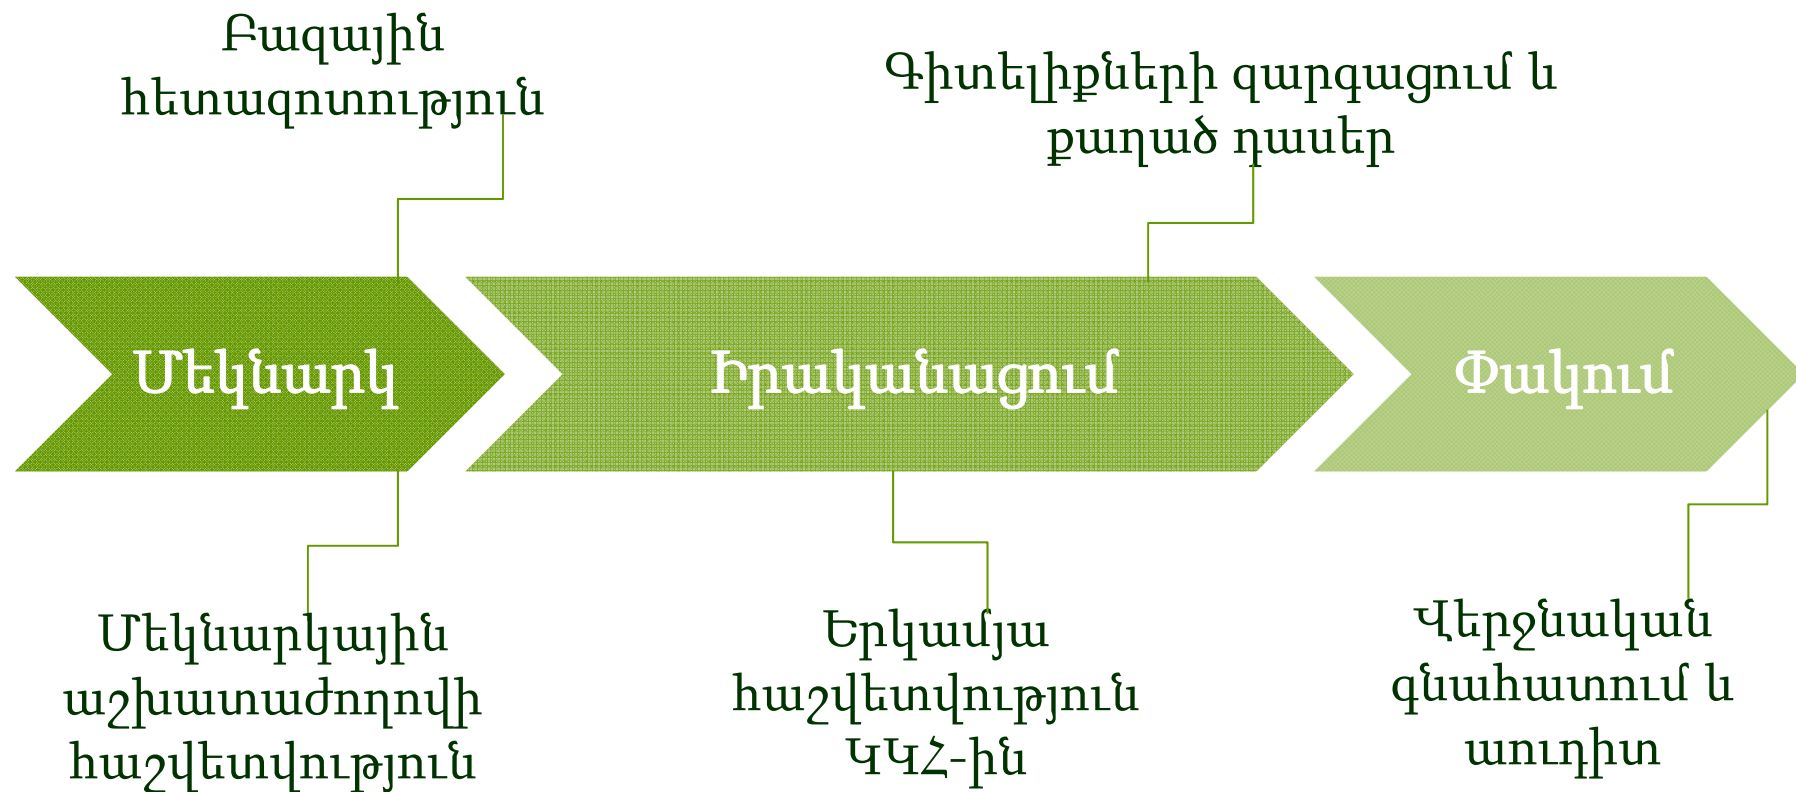 Բազային
հետազոտություն
Գիտելիքների զարգացում և
քաղած դասեր
Մեկնարկ
Իրականացում
Փակում
Մեկնարկային
աշխատաժողովի
հաշվետվություն
Երկամյա
հաշվետվություն
ԿԿՀ-ին
Վերջնական
գնահատում և
աուդիտ